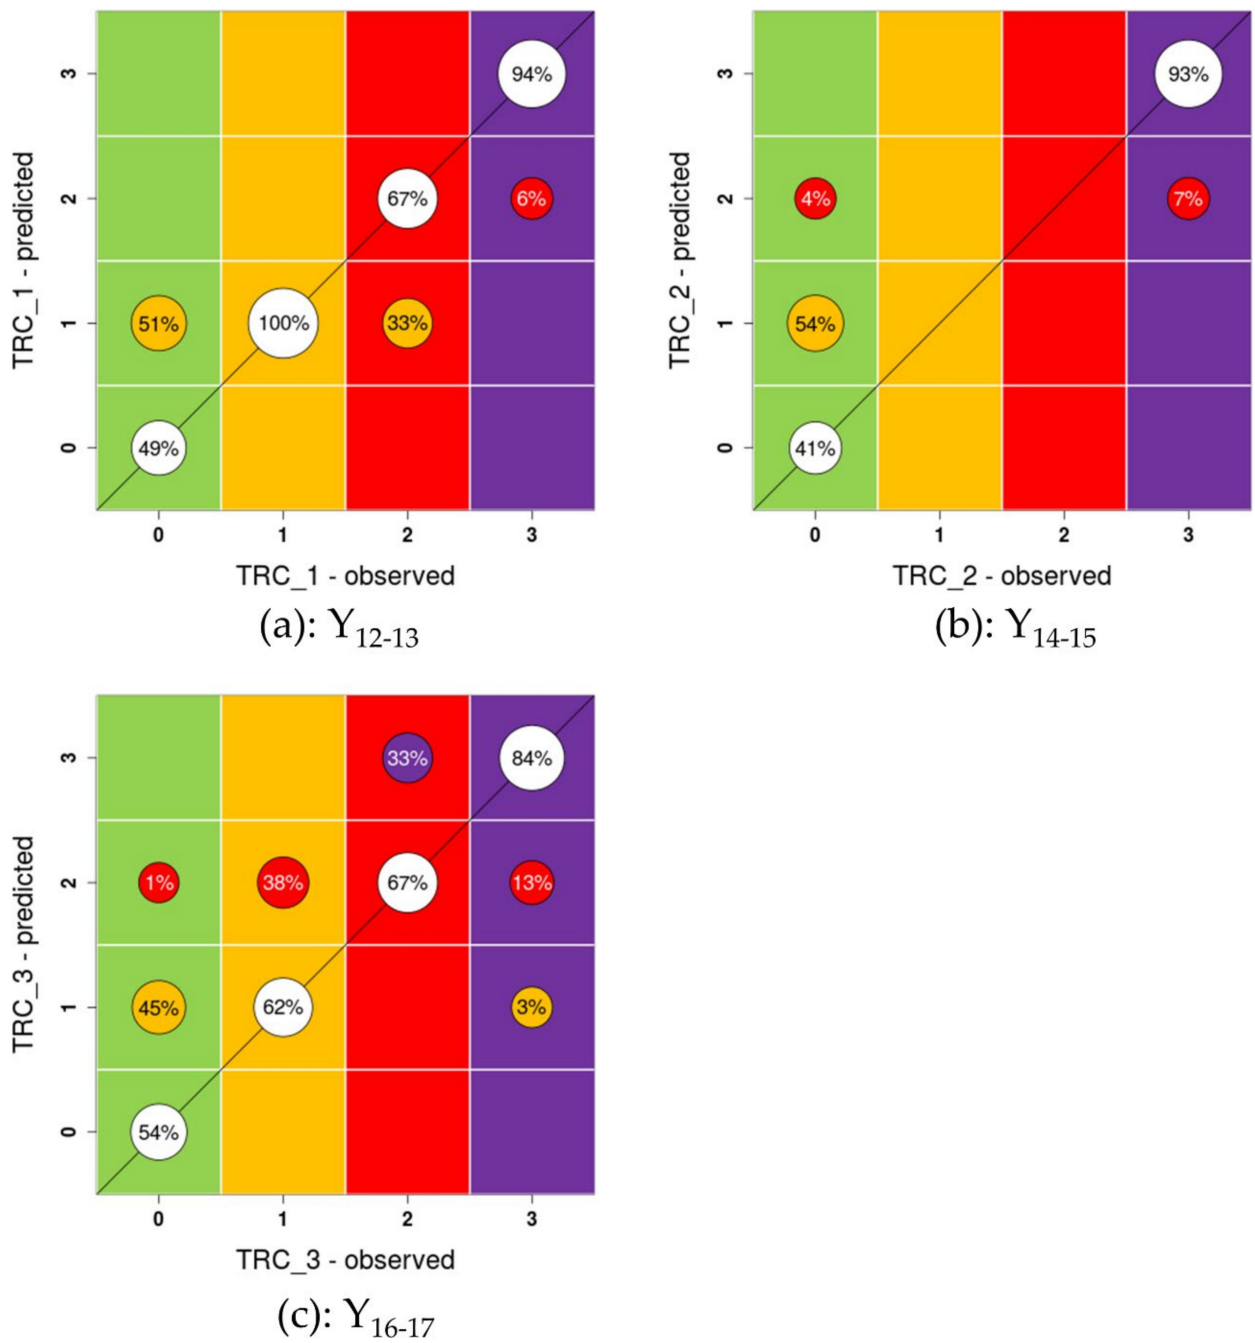 3
94%
2
67%
6%
1
51%
100%
33%
0
49%
0 1 2 3
TRC_1 - predicted
TRC_1 - observed
(a): Y12-13
3
93%
2
4%
7%
1
54%
0
41%
0 1 2 3
TRC_2 - predicted
TRC_2 - observed
(b): Y14-15
3
33%
84%
2
1%
38%
67%
13%
1
45%
62%
3%
0
54%
0 1 2 3
TRC_3 - predicted
TRC_3 - observed
(c): Y16-17